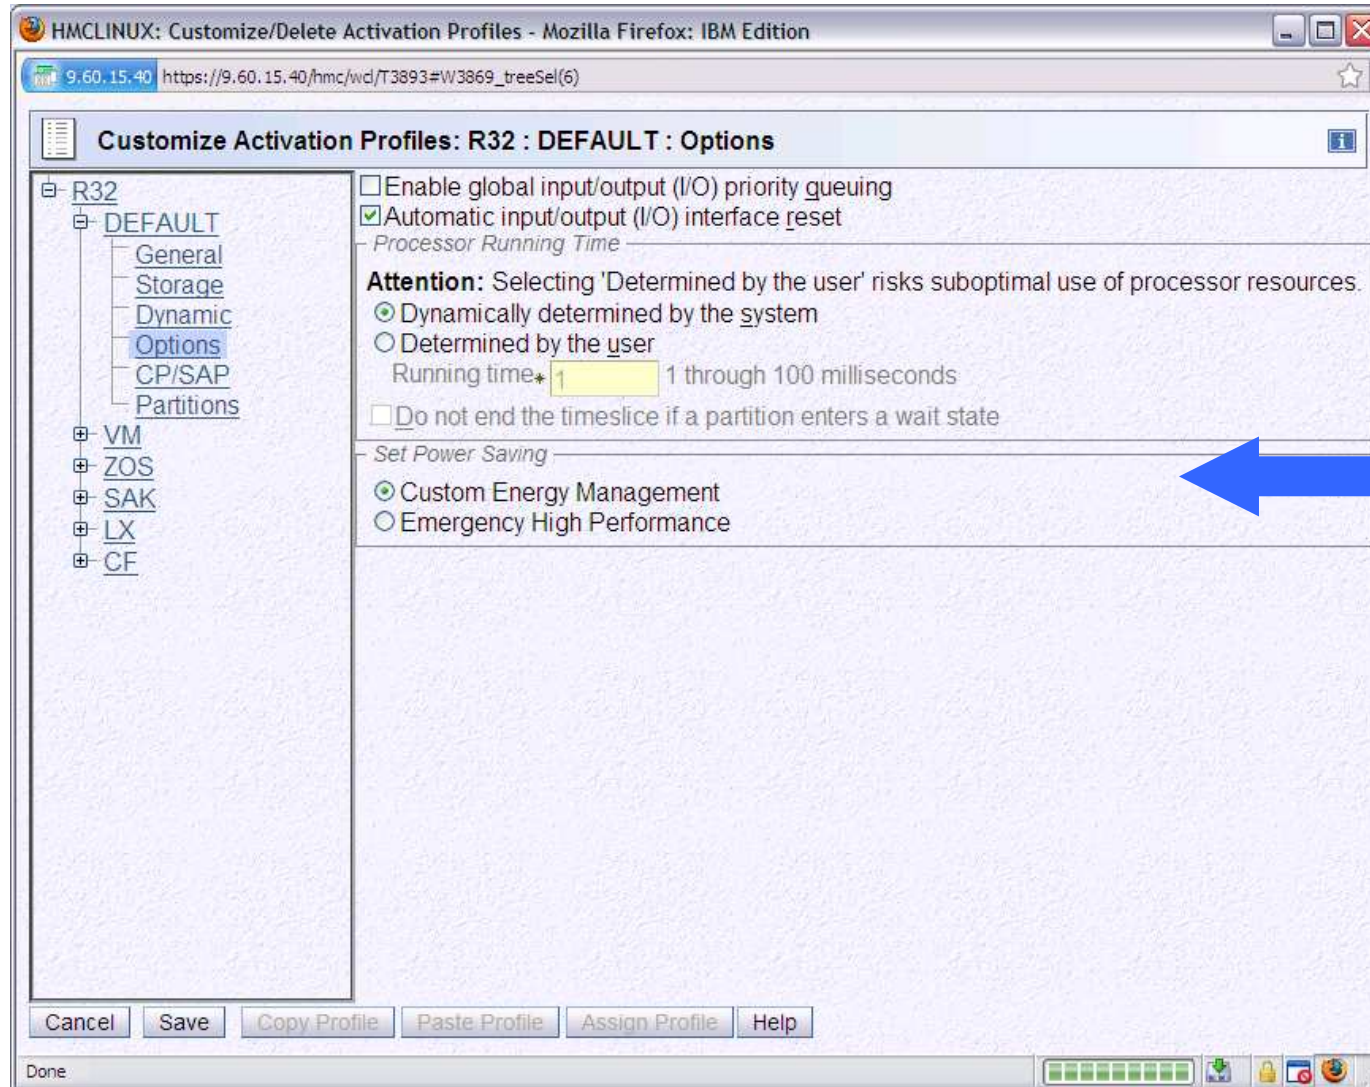 HMCLINUX: Customize/Delete Activation Profiles - Mozilla Firefox: IBM Edition
9.60.15.40 https://9.60.15.40/hmc/wcl/T3893#W3869_treeSel(6)
Customize Activation Profiles: R32 : DEFAULT : Options
R32
DEFAULT
General
Storage
Dynamic
Options
CP/SAP
Partitions
VM
ZOS
SAK
LX
CF
Enable global input/output (I/O) priority queuing
Automatic input/output (I/O) interface reset
Processor Running Time
Attention: Selecting 'Determined by the user' risks suboptimal use of processor resources.
Dynamically determined by the system
Determined by the user
Running time* 1 1 through 100 milliseconds
Do not end the timeslice if a partition enters a wait state
Set Power Saving
Custom Energy Management
Emergency High Performance
Cancel Save Copy Profile Paste Profile Assign Profile Help
Done